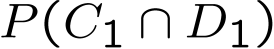 P(C₁ ∩ D₁)